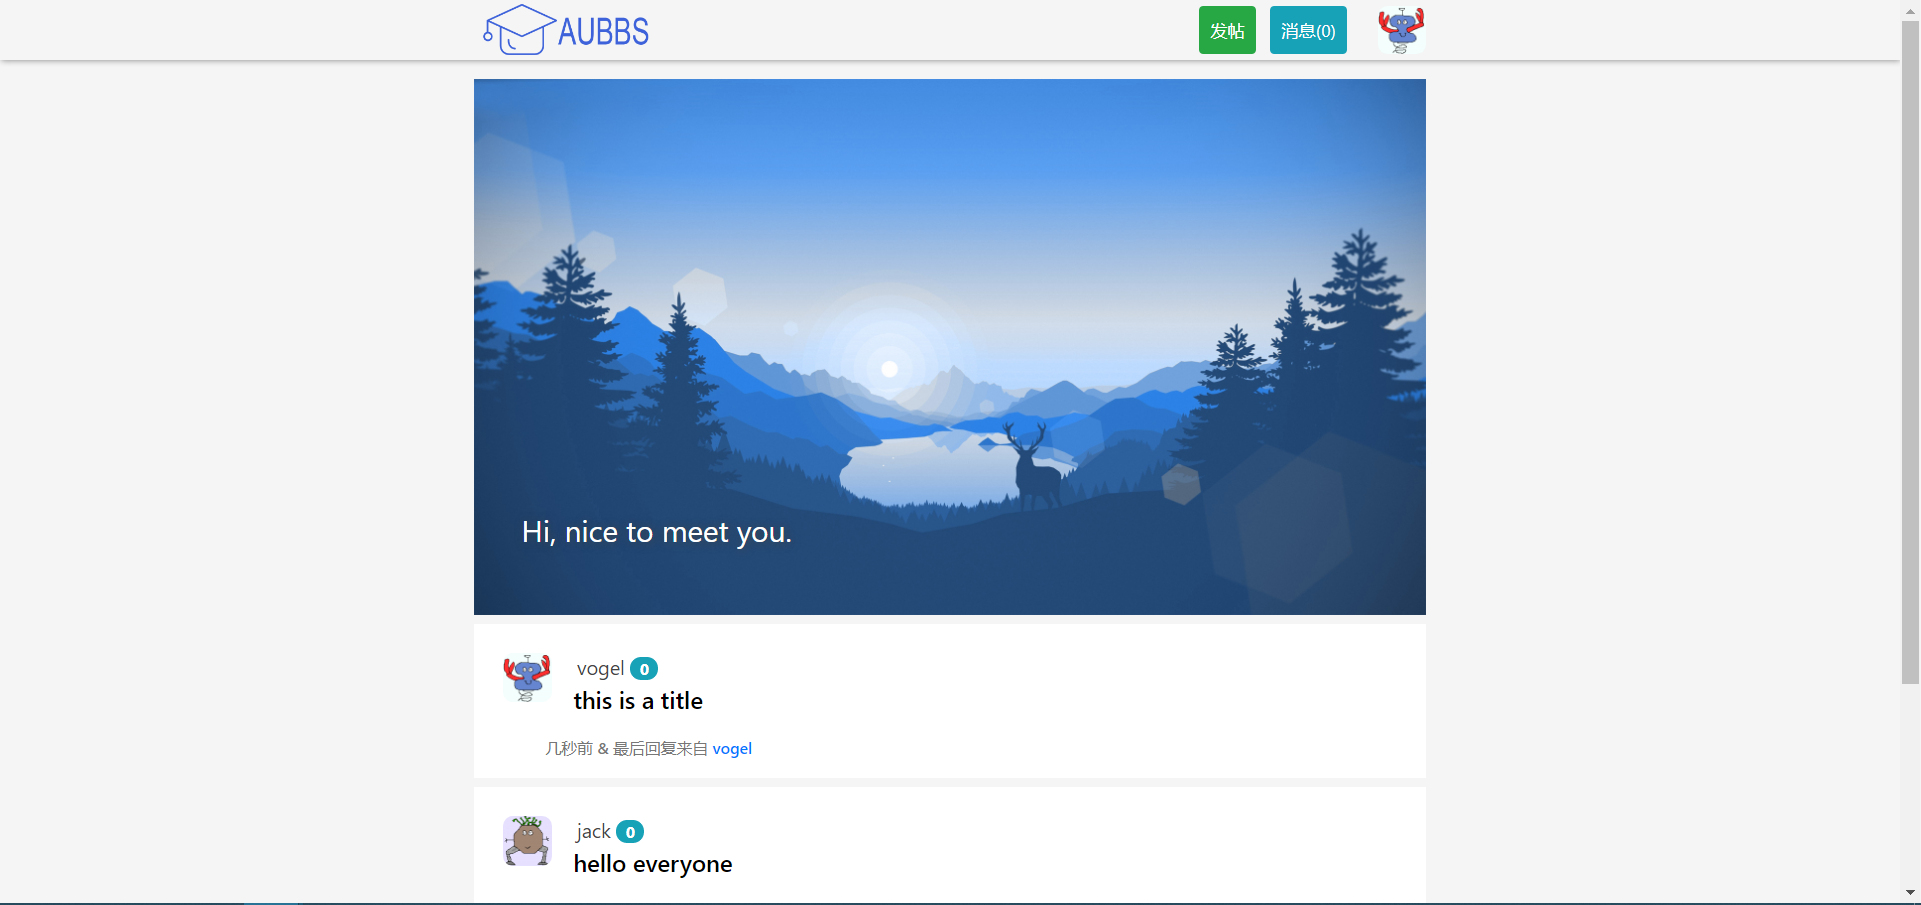 AUBBS
发帖
消息(0)
Hi, nice to meet you.
vogel 0
this is a title
几秒前 & 最后回复来自 vogel
jack 0
hello everyone